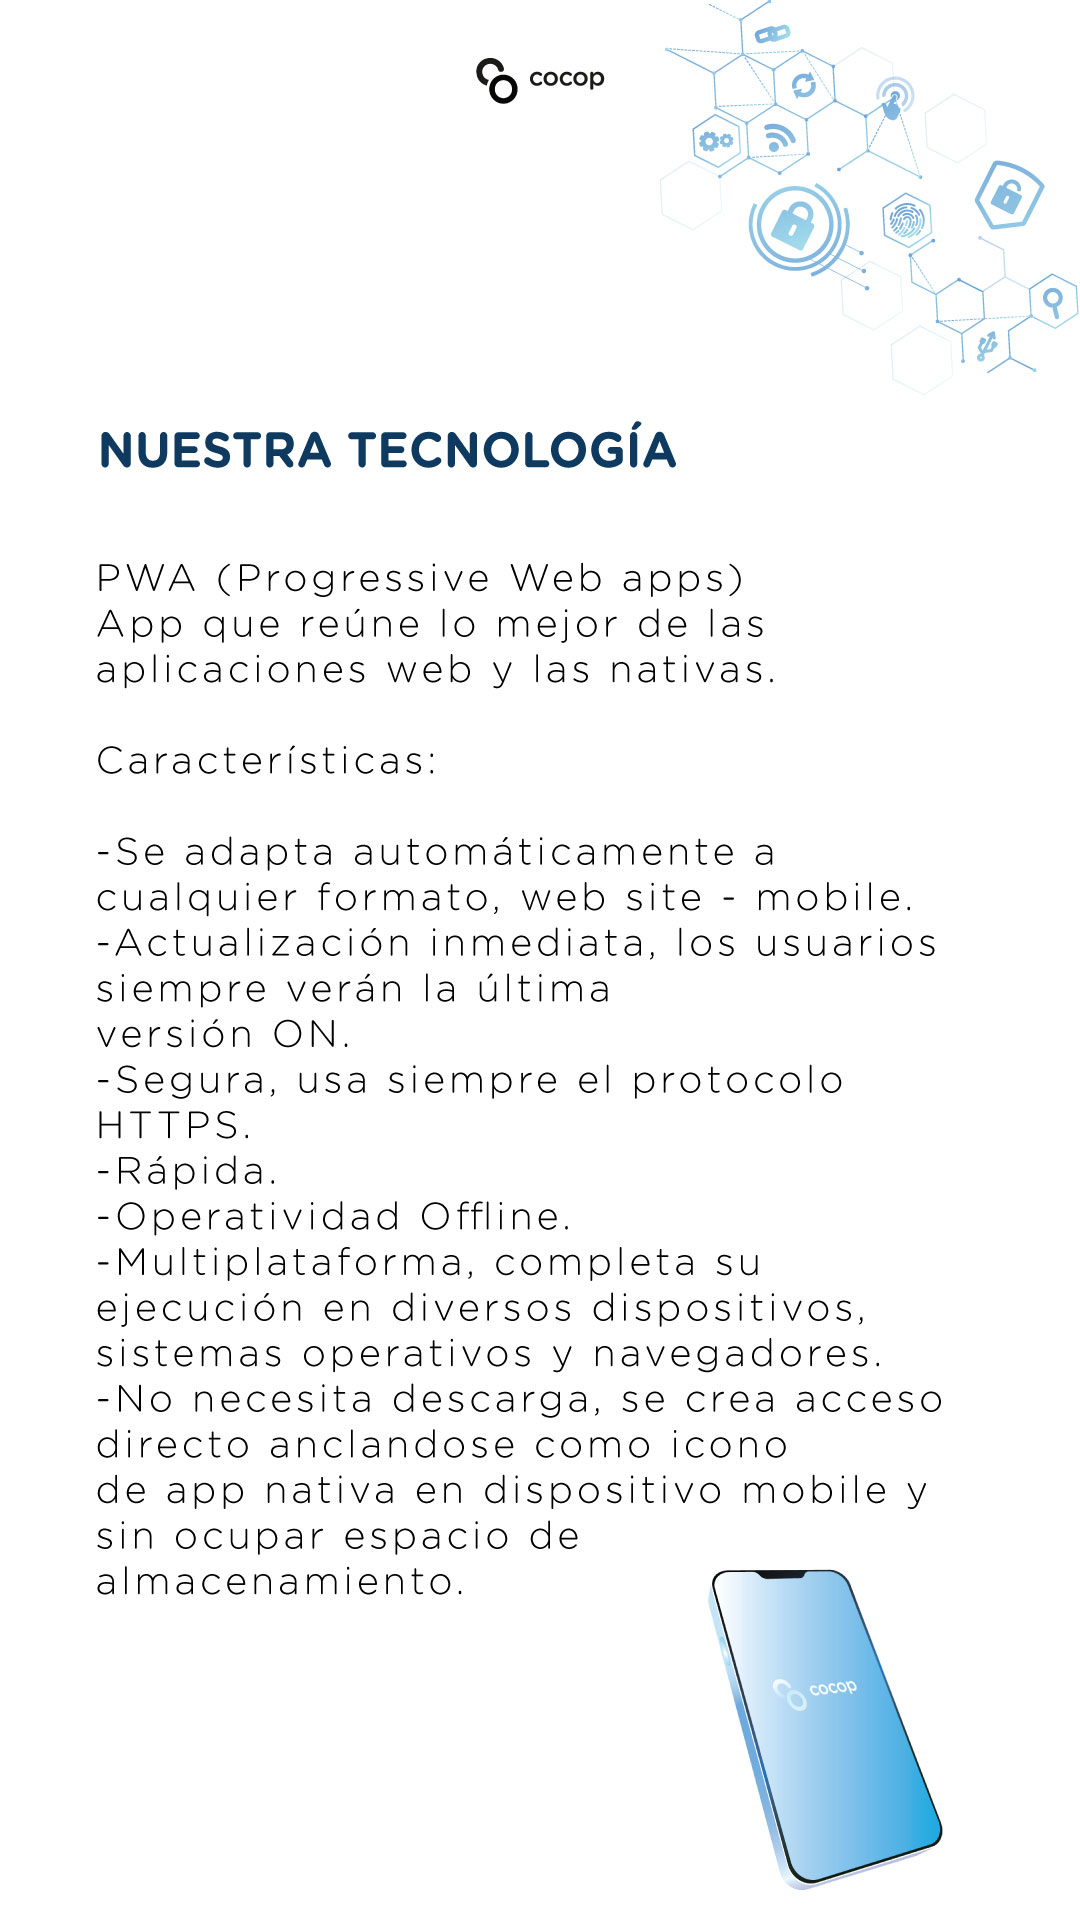 cocop
NUESTRA TECNOLOGÍA
PWA (Progressive Web apps)
App que reúne lo mejor de las
aplicaciones web y las nativas.
Características:
-Se adapta automáticamente a
cualquier formato, web site - mobile.
-Actualización inmediata, los usuarios
siempre verán la última
versión ON.
-Segura, usa siempre el protocolo
HTTPS.
-Rápida.
-Operatividad Offline.
-Multiplataforma, completa su
ejecución en diversos dispositivos,
sistemas operativos y navegadores.
-No necesita descarga, se crea acceso
directo anclandose como icono
de app nativa en dispositivo mobile y
sin ocupar espacio de
almacenamiento.
cocop